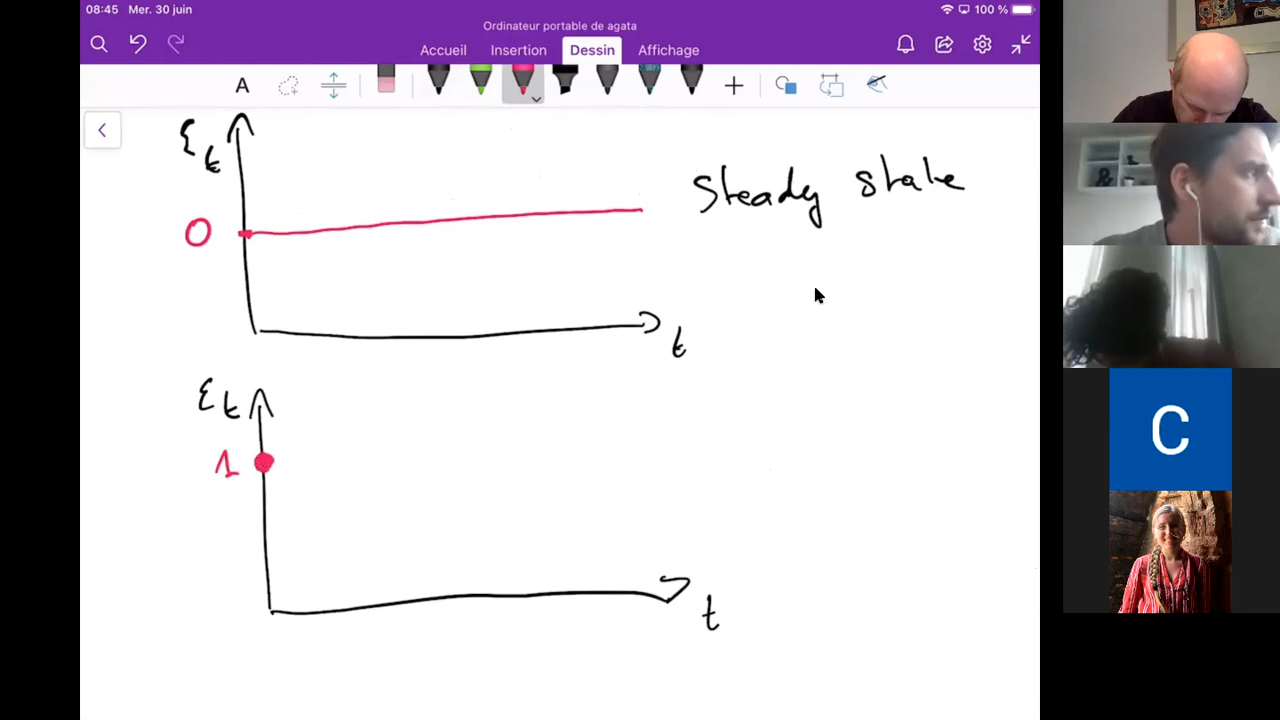 08:45 Mer. 30 juin
100 %
Ordinateur portable de agata
Accueil Insertion Dessin Affichage
A
εt
0
Steady state
t
εt
1
t
C